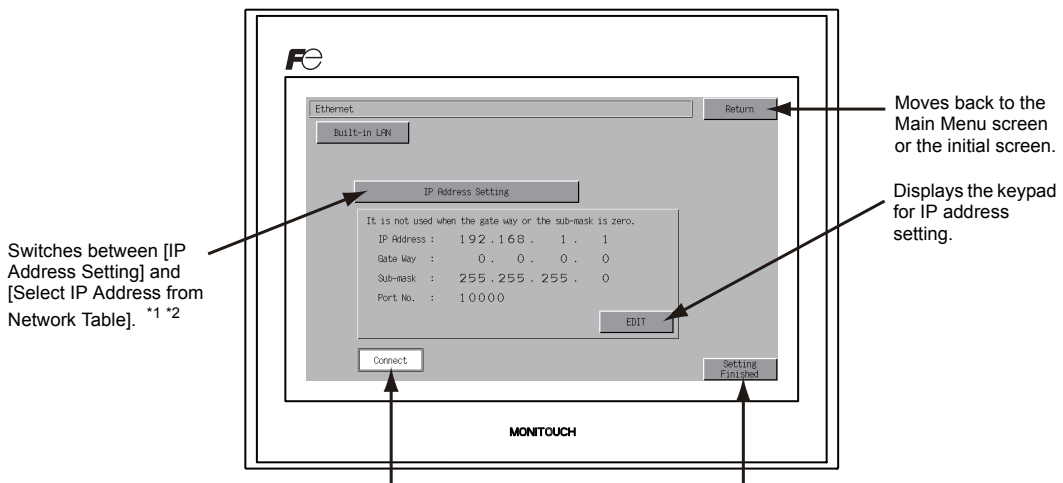 Fe
Ethernet
Return
Built-in LAN
IP Address Setting
It is not used when the gate way or the sub-mask is zero.
IP Address : 192.168. 1. 1
Gate Way : 0. 0. 0. 0
Sub-mask : 255.255.255. 0
Port No. : 10000
EDIT
Connect
Setting
Finished
MONITOUCH
Switches between [IP
Address Setting] and
[Select IP Address from
Network Table]. *1 *2
Moves back to the
Main Menu screen
or the initial screen.
Displays the keypad
for IP address
setting.